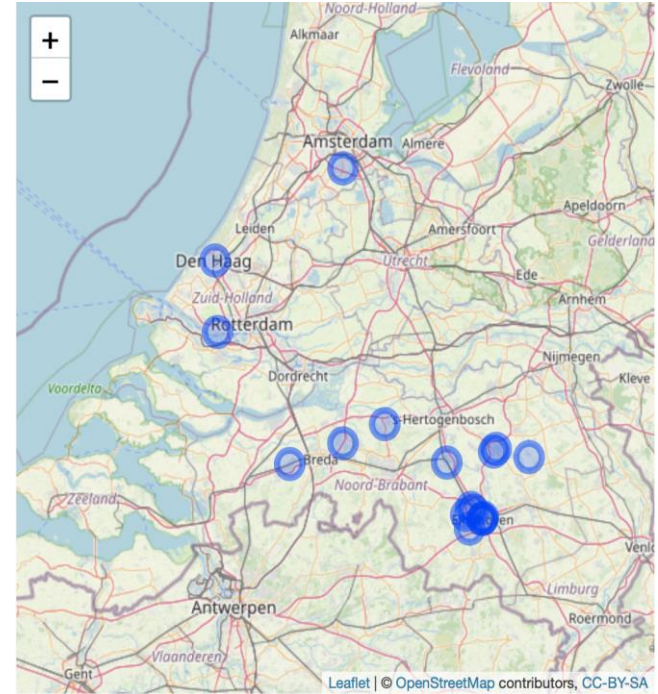 Noord-Holland
+
Alkmaar
−
Flevoland
Zwolle
Amsterdam
Almere
Apeldoorn
Leiden
Amersfoort
Gelderland
Den Haag
Utrecht
Ede
Zuid-Holland
Arnhem
Rotterdam
Nijmegen
Dordrecht
Kleve
Voordelta
s-Hertogenbosch
Breda
Noord-Brabant
Zeeland
en
Venlo
Limburg
Antwerpen
Roermond
Vlaanderen
Gent
Leaflet | © OpenStreetMap contributors, CC-BY-SA